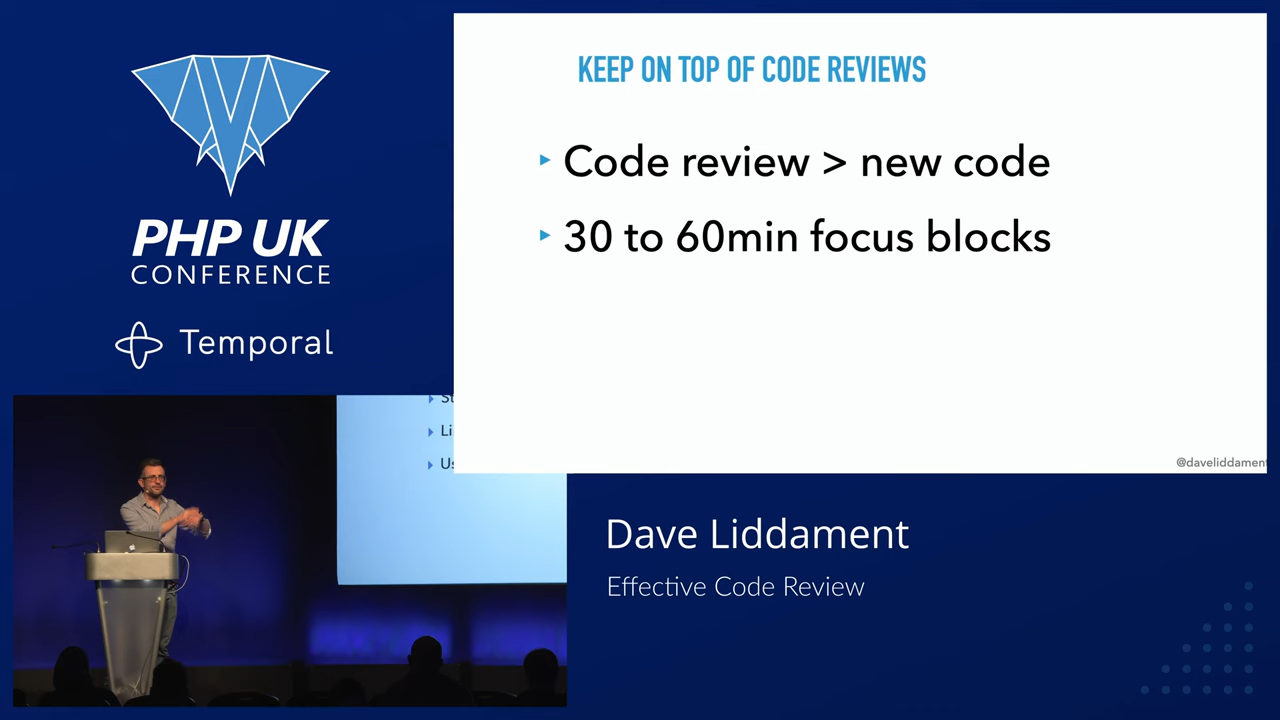 KEEP ON TOP OF CODE REVIEWS
‣ Code review > new code
‣ 30 to 60min focus blocks
@daveliddament
PHP UK
CONFERENCE
Temporal
Li
Dave Liddament
Effective Code Review